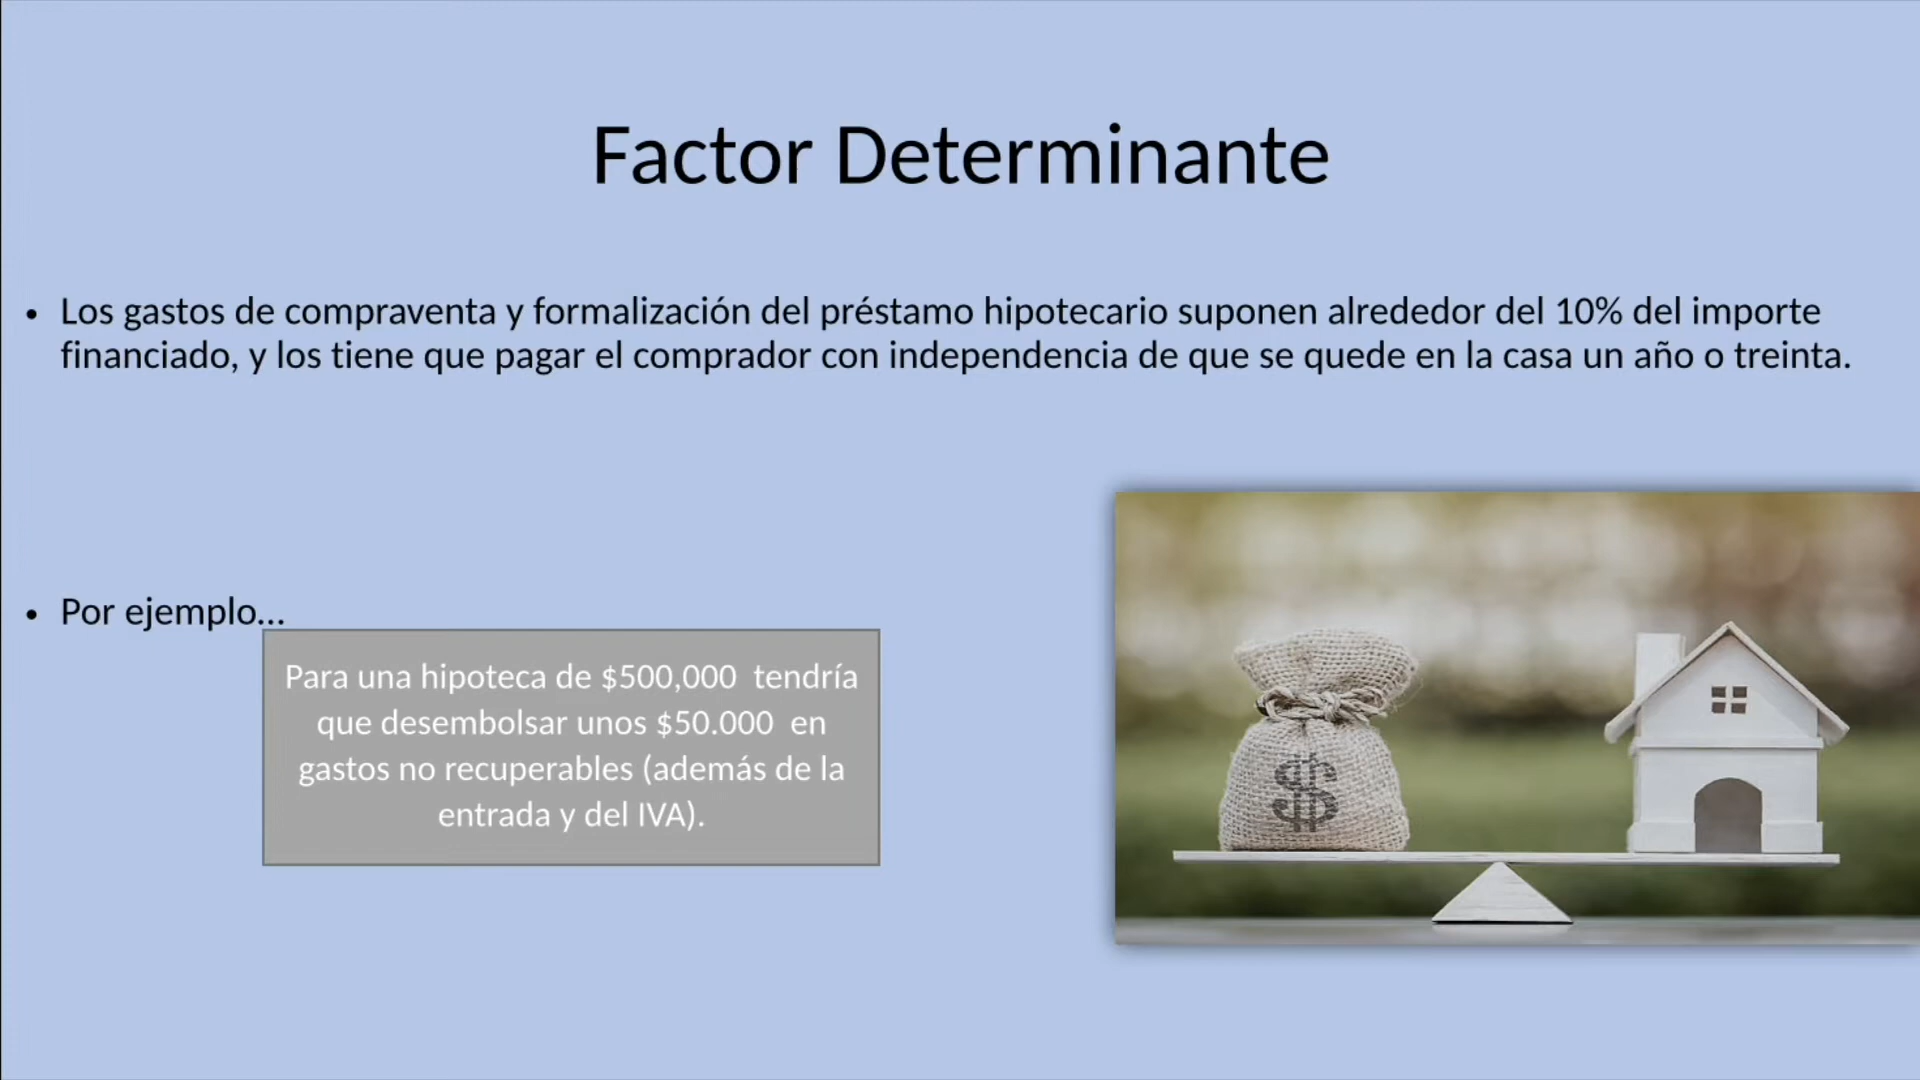 Factor Determinante
• Los gastos de compraventa y formalización del préstamo hipotecario suponen alrededor del 10% del importe
financiado, y los tiene que pagar el comprador con independencia de que se quede en la casa un año o treinta.
• Por ejemplo...
Para una hipoteca de $500,000 tendría
que desembolsar unos $50.000 en
gastos no recuperables (además de la
entrada y del IVA).
$